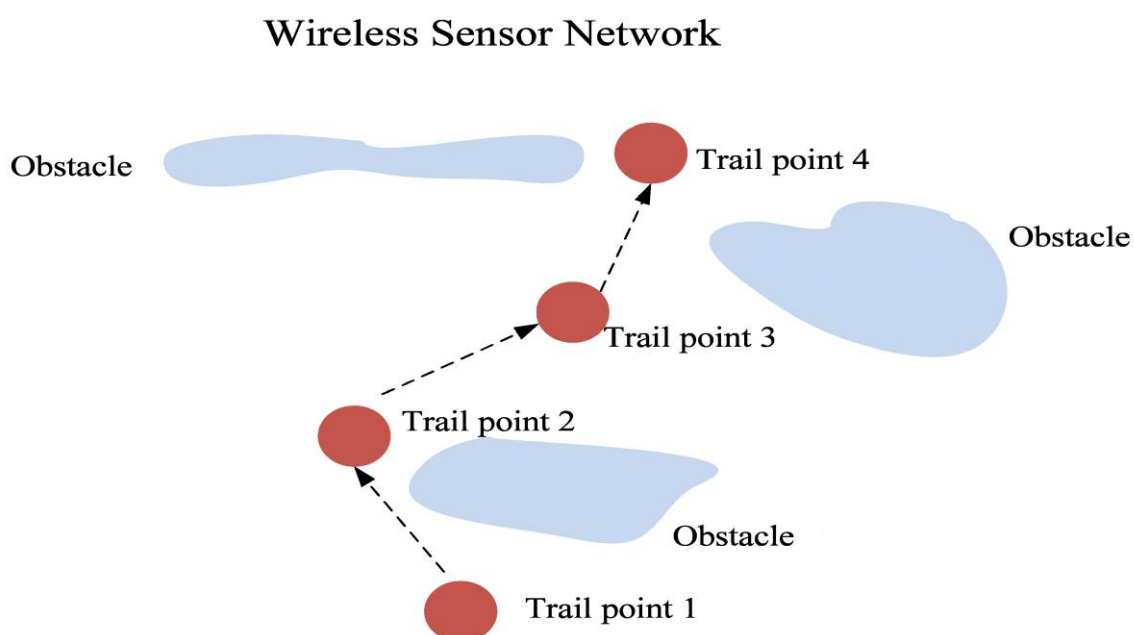 Wireless Sensor Network
Obstacle
Trail point 4
Obstacle
Trail point 3
Trail point 2
Obstacle
Trail point 1